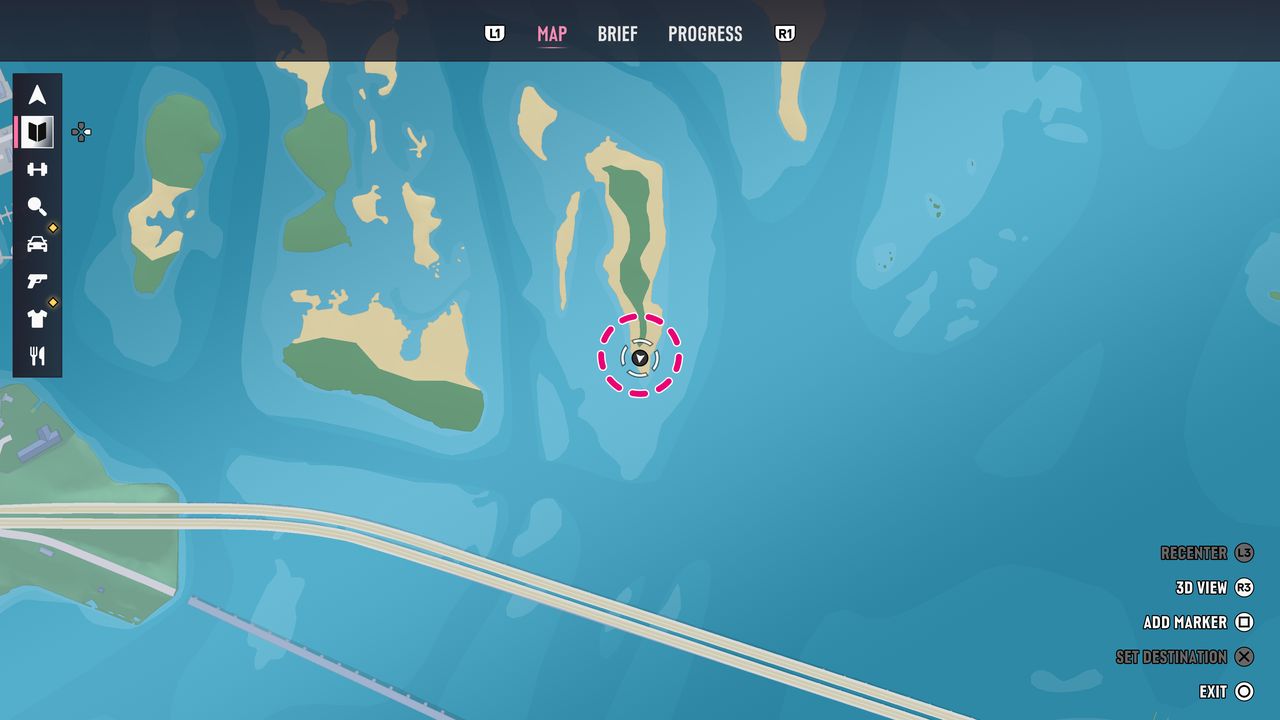 L1 MAP BRIEF PROGRESS R1
RECENTER L3
3D VIEW R3
ADD MARKER
SET DESTINATION
EXIT